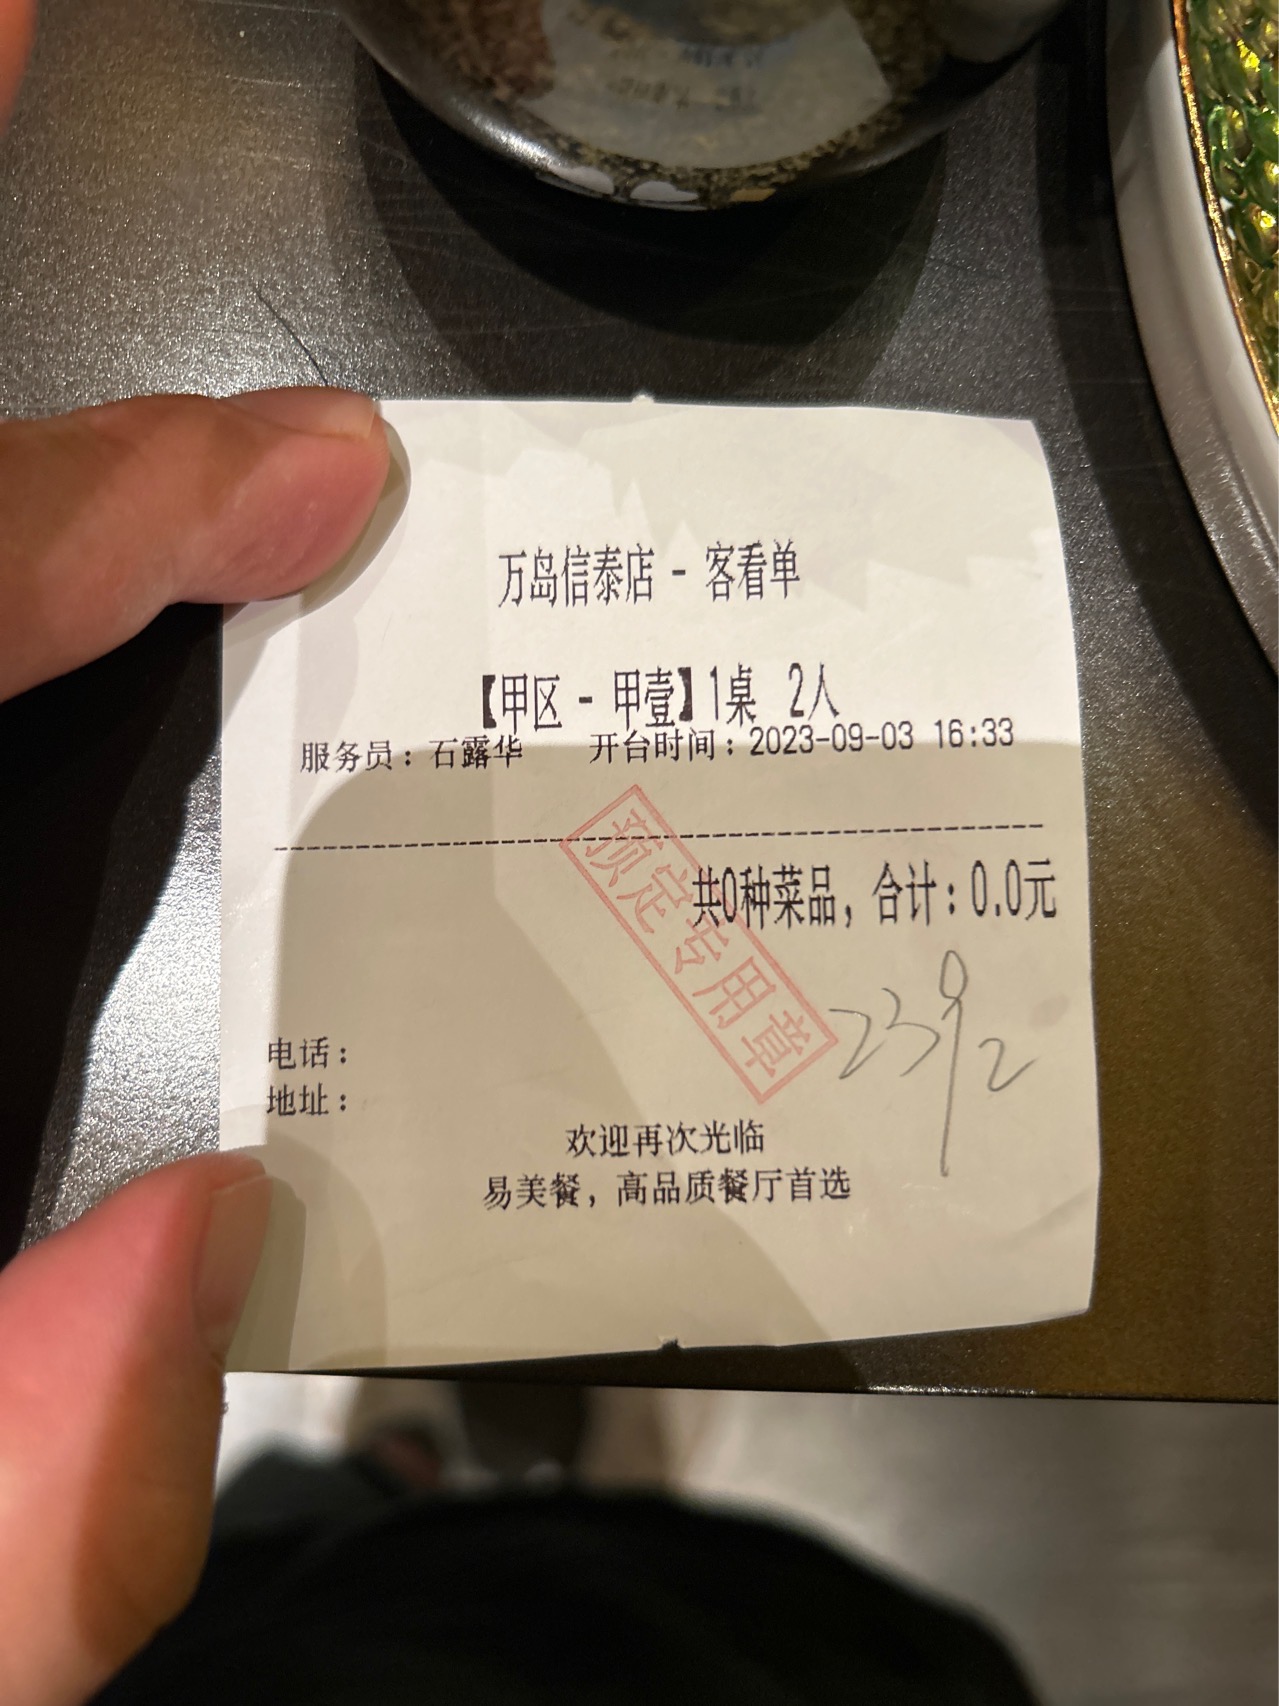 万岛信泰店 - 客看单
【甲区 - 甲壹】1桌 2人
服务员：石露华 开台时间：2023-09-03 16:33
共0种菜品，合计：0.0元
预定专用章
2392
电话：
地址：
欢迎再次光临
易美餐，高品质餐厅首选